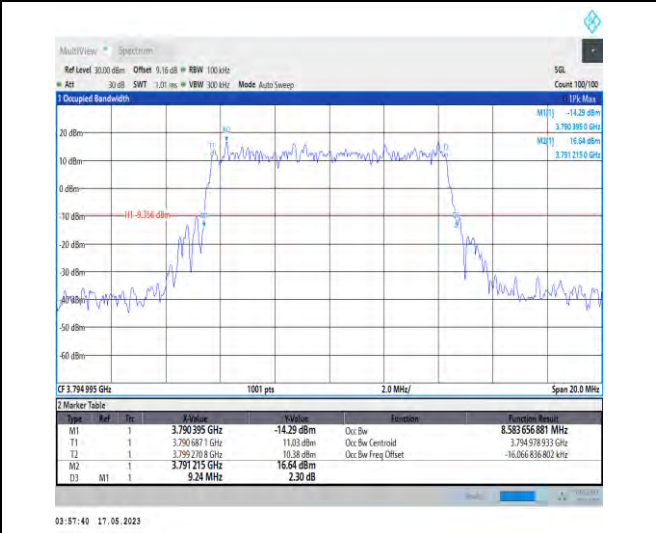 MultiView Spectrum
Ref Level 30.00 dBm Offset 9.16 dB RBW 100 kHz SGL
Att 30 dB SWT 1.01 ms VBW 300 kHz Mode Auto Sweep Count 100/100
1 Occupied Bandwidth 1Pk Max
M1[1] -14.29 dBm
3.790 395 0 GHz
M2[1] 16.64 dBm
3.791 215 0 GHz
M2
T1 T2
20 dBm
10 dBm
0 dBm
-10 dBm H1 -9.356 dBm
-20 dBm
-30 dBm
-40 dBm
-50 dBm
-60 dBm
CF 3.794 995 GHz 1001 pts 2.0 MHz/ Span 20.0 MHz
2 Marker Table
Type Ref Trc X-Value Y-Value Function Function Result
M1 1 3.790 395 GHz -14.29 dBm Occ Bw 8.583 656 881 MHz
T1 1 3.790 687 1 GHz 11.03 dBm Occ Bw Centroid 3.794 978 933 GHz
T2 1 3.799 270 8 GHz 10.38 dBm Occ Bw Freq Offset -16.066 836 802 kHz
M2 1 3.791 215 GHz 16.64 dBm
D3 M1 1 9.24 MHz 2.30 dB
03:57:40 17.05.2023